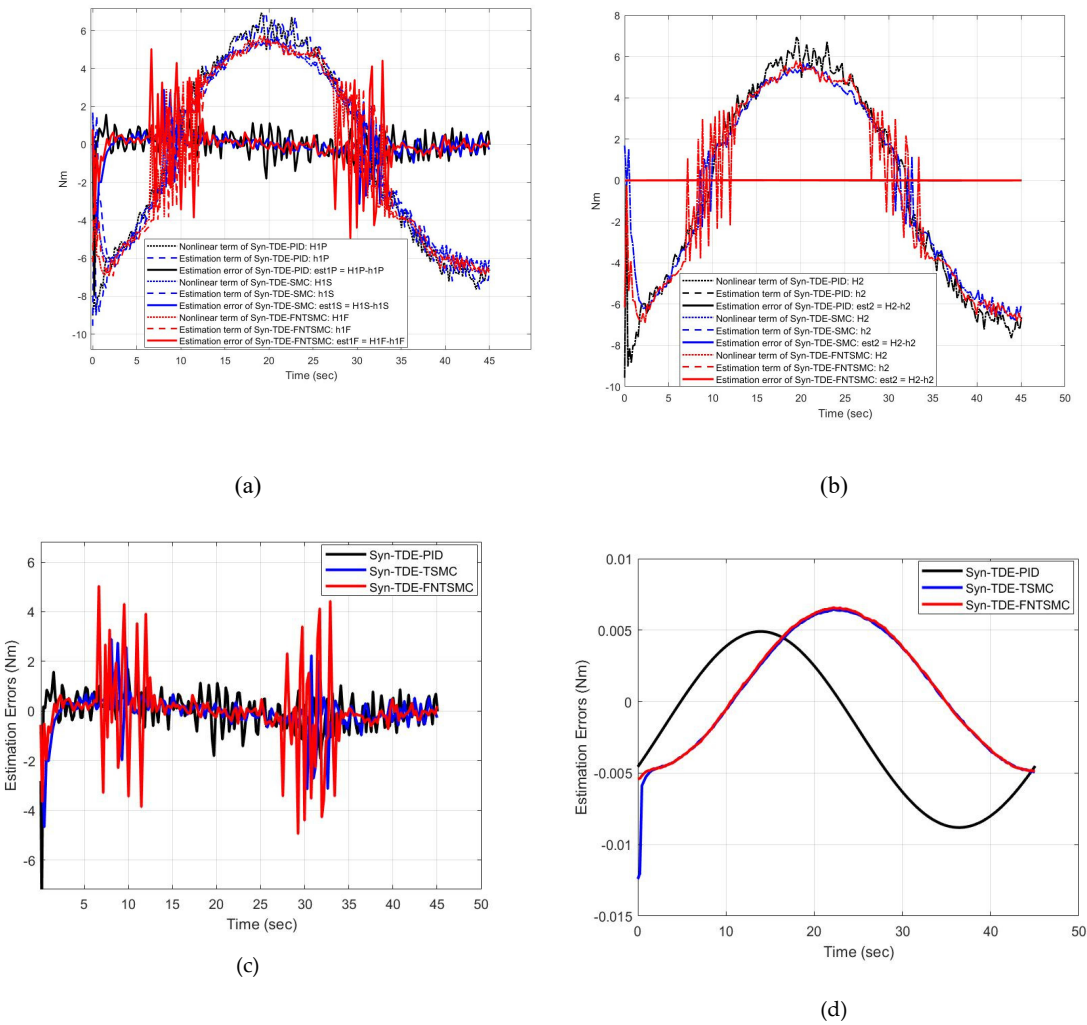 6
4
2
0
-2
-4
-6
-8
-10
Nm
Nonlinear term of Syn-TDE-PID: H1P
Estimation term of Syn-TDE-PID: h1P
Estimation error of Syn-TDE-PID: est1P = H1P-h1P
Nonlinear term of Syn-TDE-SMC: H1S
Estimation term of Syn-TDE-SMC: h1S
Estimation error of Syn-TDE-SMC: est1S = H1S-h1S
Nonlinear term of Syn-TDE-FNTSMC: H1F
Estimation term of Syn-TDE-FNTSMC: h1F
Estimation error of Syn-TDE-FNTSMC: est1F = H1F-h1F
0 5 10 15 20 25 30 35 40 45
Time (sec)
(a)
8
6
4
2
0
-2
-4
-6
-8
-10
Nm
Nonlinear term of Syn-TDE-PID: H2
Estimation term of Syn-TDE-PID: h2
Estimation error of Syn-TDE-PID: est2 = H2-h2
Nonlinear term of Syn-TDE-SMC: H2
Estimation term of Syn-TDE-SMC: h2
Estimation error of Syn-TDE-SMC: est2 = H2-h2
Nonlinear term of Syn-TDE-FNTSMC: H2
Estimation term of Syn-TDE-FNTSMC: h2
Estimation error of Syn-TDE-FNTSMC: est2 = H2-h2
0 5 10 15 20 25 30 35 40 45 50
Time (sec)
(b)
6
4
2
0
-2
-4
-6
Estimation Errors (Nm)
Syn-TDE-PID
Syn-TDE-TSMC
Syn-TDE-FNTSMC
5 10 15 20 25 30 35 40 45 50
Time (sec)
(c)
0.01
0.005
0
-0.005
-0.01
-0.015
Estimation Errors (Nm)
Syn-TDE-PID
Syn-TDE-TSMC
Syn-TDE-FNTSMC
0 10 20 30 40 50
Time (sec)
(d)